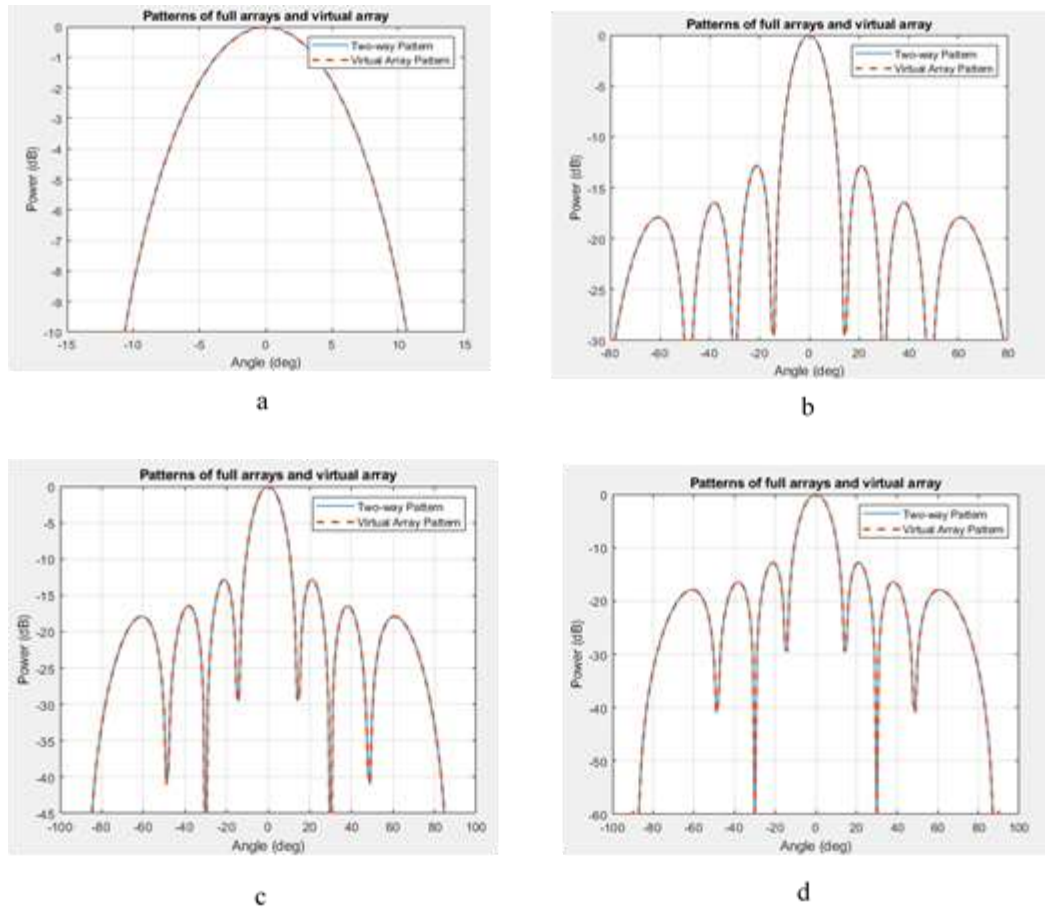 Patterns of full arrays and virtual array
Two-way Pattern
Virtual Array Pattern
Power (dB)
0
-1
-2
-3
-4
-5
-6
-7
-8
-9
-10
-15 -10 -5 0 5 10 15
Angle (deg)
a
Patterns of full arrays and virtual array
Two-way Pattern
Virtual Array Pattern
Power (dB)
0
-5
-10
-15
-20
-25
-30
-80 -60 -40 -20 0 20 40 60 80
Angle (deg)
b
Patterns of full arrays and virtual array
Two-way Pattern
Virtual Array Pattern
Power (dB)
0
-5
-10
-15
-20
-25
-30
-35
-40
-45
-100 -80 -60 -40 -20 0 20 40 60 80 100
Angle (deg)
c
Patterns of full arrays and virtual array
Two-way Pattern
Virtual Array Pattern
Power (dB)
0
-10
-20
-30
-40
-50
-60
-100 -80 -60 -40 -20 0 20 40 60 80 100
Angle (deg)
d